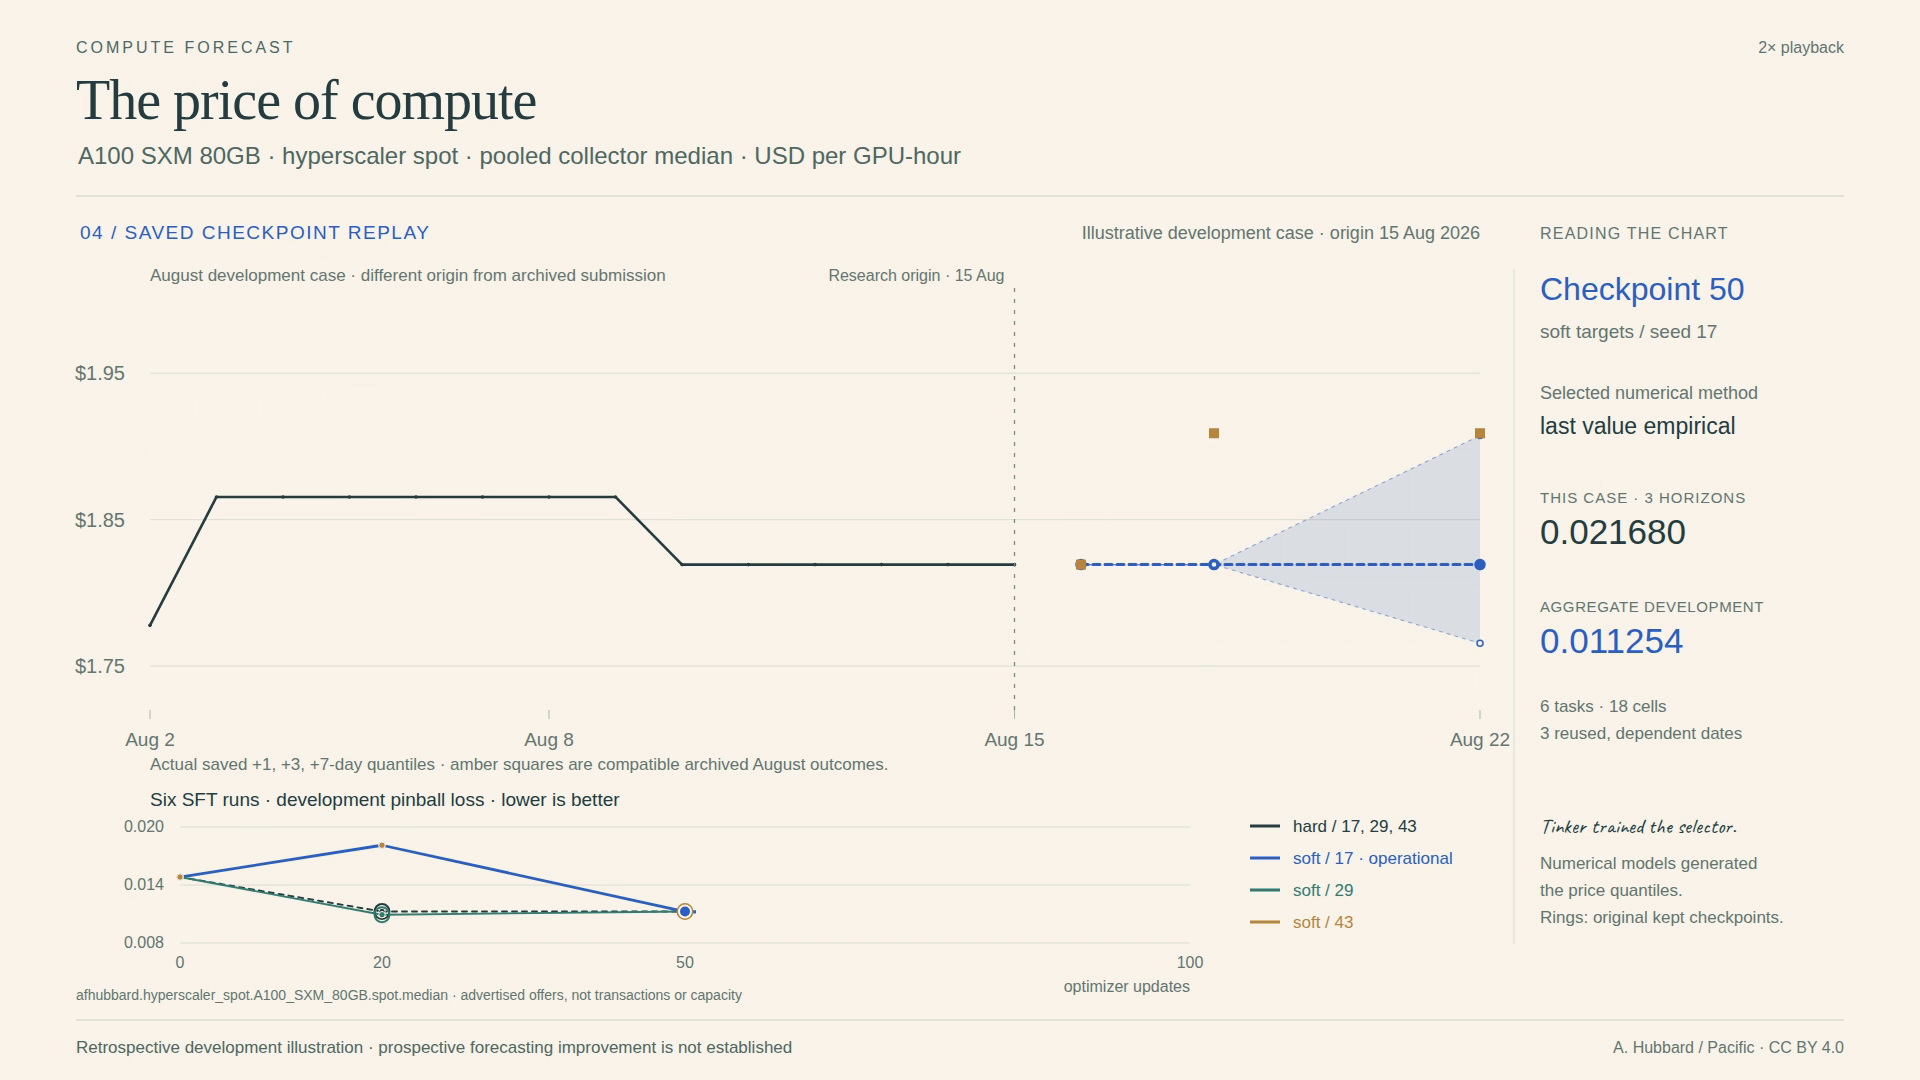 COMPUTE FORECAST
2× playback
The price of compute
A100 SXM 80GB · hyperscaler spot · pooled collector median · USD per GPU-hour
04 / SAVED CHECKPOINT REPLAY
Illustrative development case · origin 15 Aug 2026
READING THE CHART
August development case · different origin from archived submission
Research origin · 15 Aug
Checkpoint 50
soft targets / seed 17
$1.95
$1.85
$1.75
Selected numerical method
last value empirical
THIS CASE · 3 HORIZONS
0.021680
AGGREGATE DEVELOPMENT
0.011254
6 tasks · 18 cells
3 reused, dependent dates
Aug 2
Aug 8
Aug 15
Aug 22
Actual saved +1, +3, +7-day quantiles · amber squares are compatible archived August outcomes.
Six SFT runs · development pinball loss · lower is better
0.020
0.014
0.008
0
20
50
100
optimizer updates
hard / 17, 29, 43
soft / 17 · operational
soft / 29
soft / 43
Tinker trained the selector.
Numerical models generated
the price quantiles.
Rings: original kept checkpoints.
afhubbard.hyperscaler_spot.A100_SXM_80GB.spot.median · advertised offers, not transactions or capacity
Retrospective development illustration · prospective forecasting improvement is not established
A. Hubbard / Pacific · CC BY 4.0